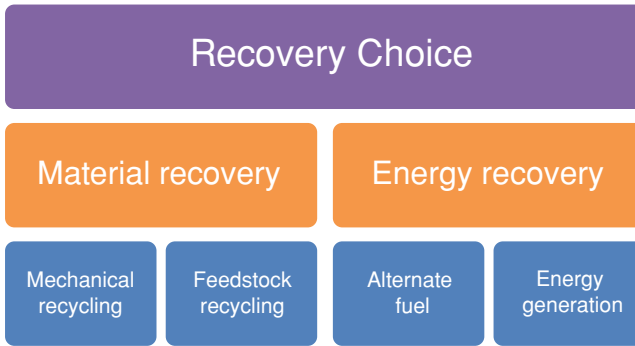 Recovery Choice
Material recovery
Energy recovery
Mechanical
recycling
Feedstock
recycling
Alternate
fuel
Energy
generation